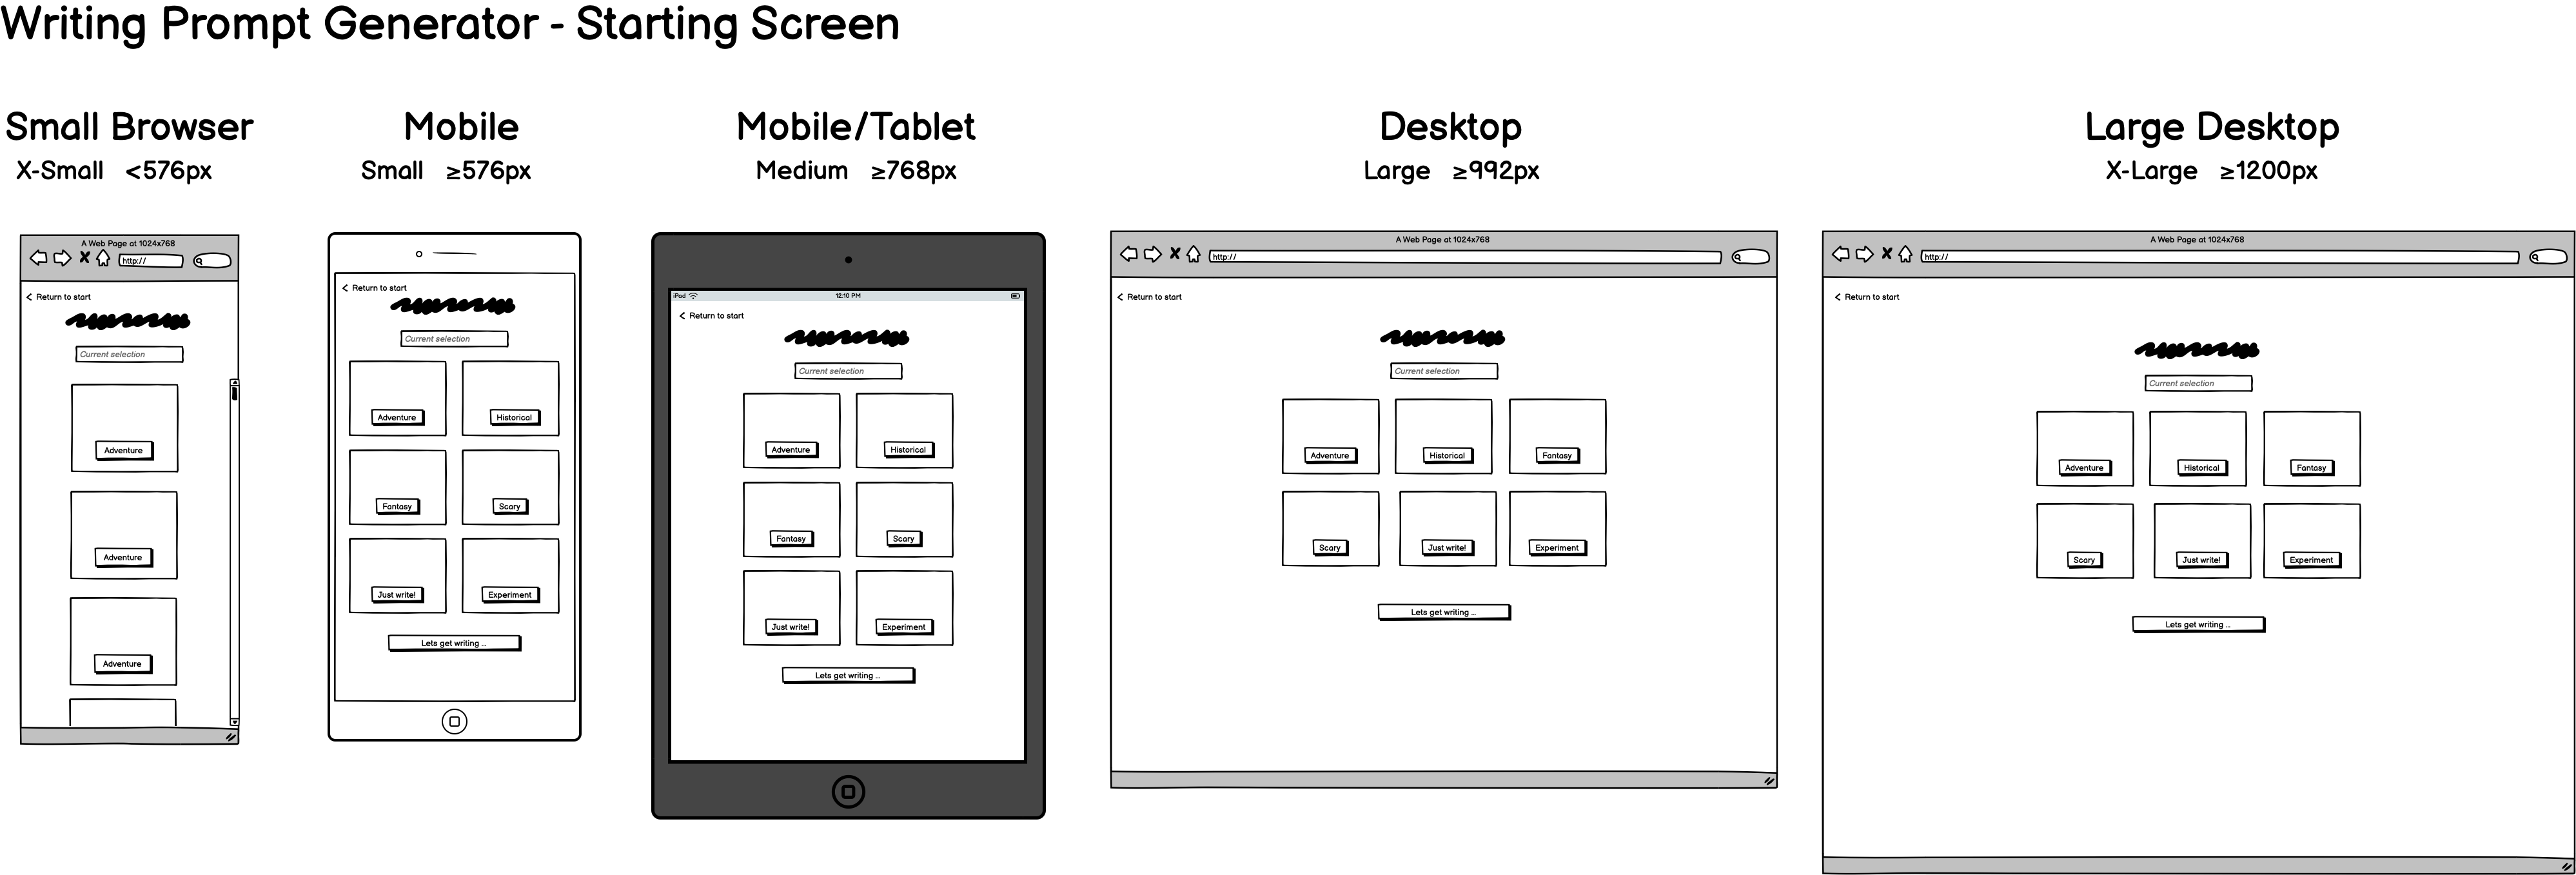 Writing Prompt Generator - Starting Screen
Small Browser
X-Small <576px
A Web Page at 1024x768
http://
Return to start
Current selection
Adventure
Adventure
Adventure
Mobile
Small ≥576px
Return to start
Current selection
Adventure Historical
Fantasy Scary
Just write! Experiment
Lets get writing ...
Mobile/Tablet
Medium ≥768px
iPod 12:10 PM
Return to start
Current selection
Adventure Historical
Fantasy Scary
Just write! Experiment
Lets get writing ...
Desktop
Large ≥992px
A Web Page at 1024x768
http://
Return to start
Current selection
Adventure Historical Fantasy
Scary Just write! Experiment
Lets get writing ...
Large Desktop
X-Large ≥1200px
A Web Page at 1024x768
http://
Return to start
Current selection
Adventure Historical Fantasy
Scary Just write! Experiment
Lets get writing ...